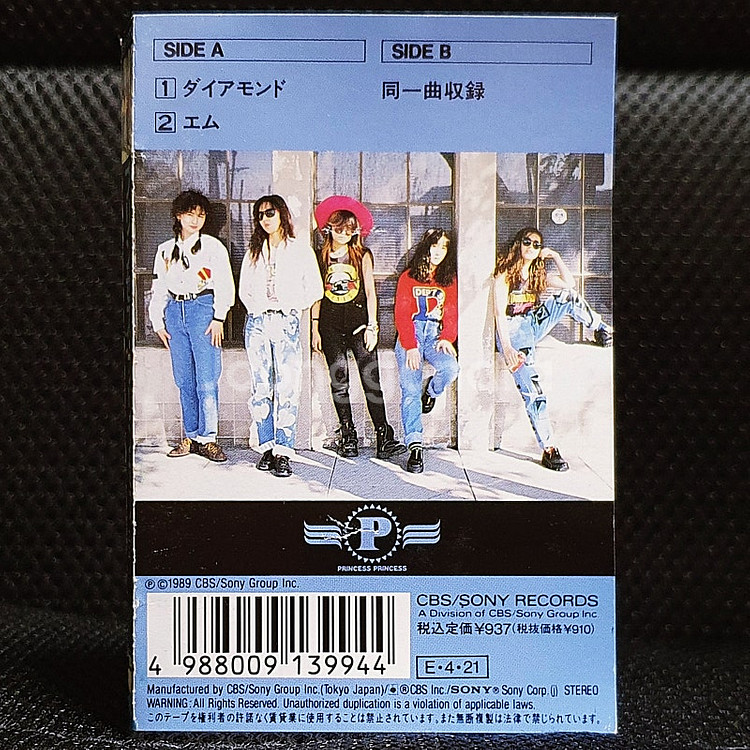 SIDE A
SIDE B
1 ダイアモンド
同一曲収録
2 エム
DEPT
P
PRINCESS PRINCESS
Ⓟ©1989 CBS/Sony Group Inc.
CBS/SONY RECORDS
A Division of CBS/Sony Group Inc.
税込定価¥937(税抜価格¥910)
4 988009 139944
E・4・21
Manufactured by CBS/Sony Group Inc.(Tokyo Japan)/®CBS Inc./SONY® Sony Corp.(j) STEREO
WARNING: All Rights Reserved. Unauthorized duplication is a violation of applicable laws.
このテープを権利者の許諾なく賃貸業に使用することは禁止されています。また無断複製は法律で禁じられています。